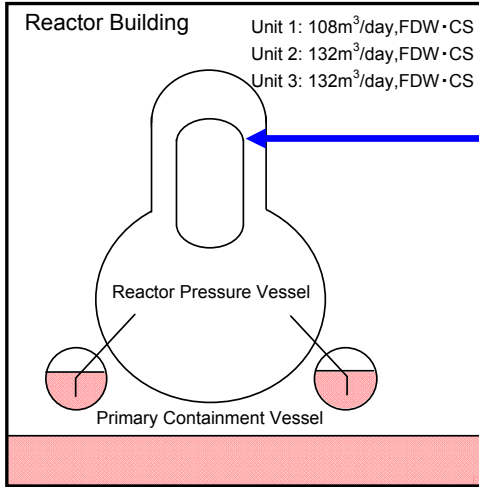 Reactor Building
Unit 1: 108m³/day,FDW・CS
Unit 2: 132m³/day,FDW・CS
Unit 3: 132m³/day,FDW・CS
Reactor Pressure Vessel
Primary Containment Vessel